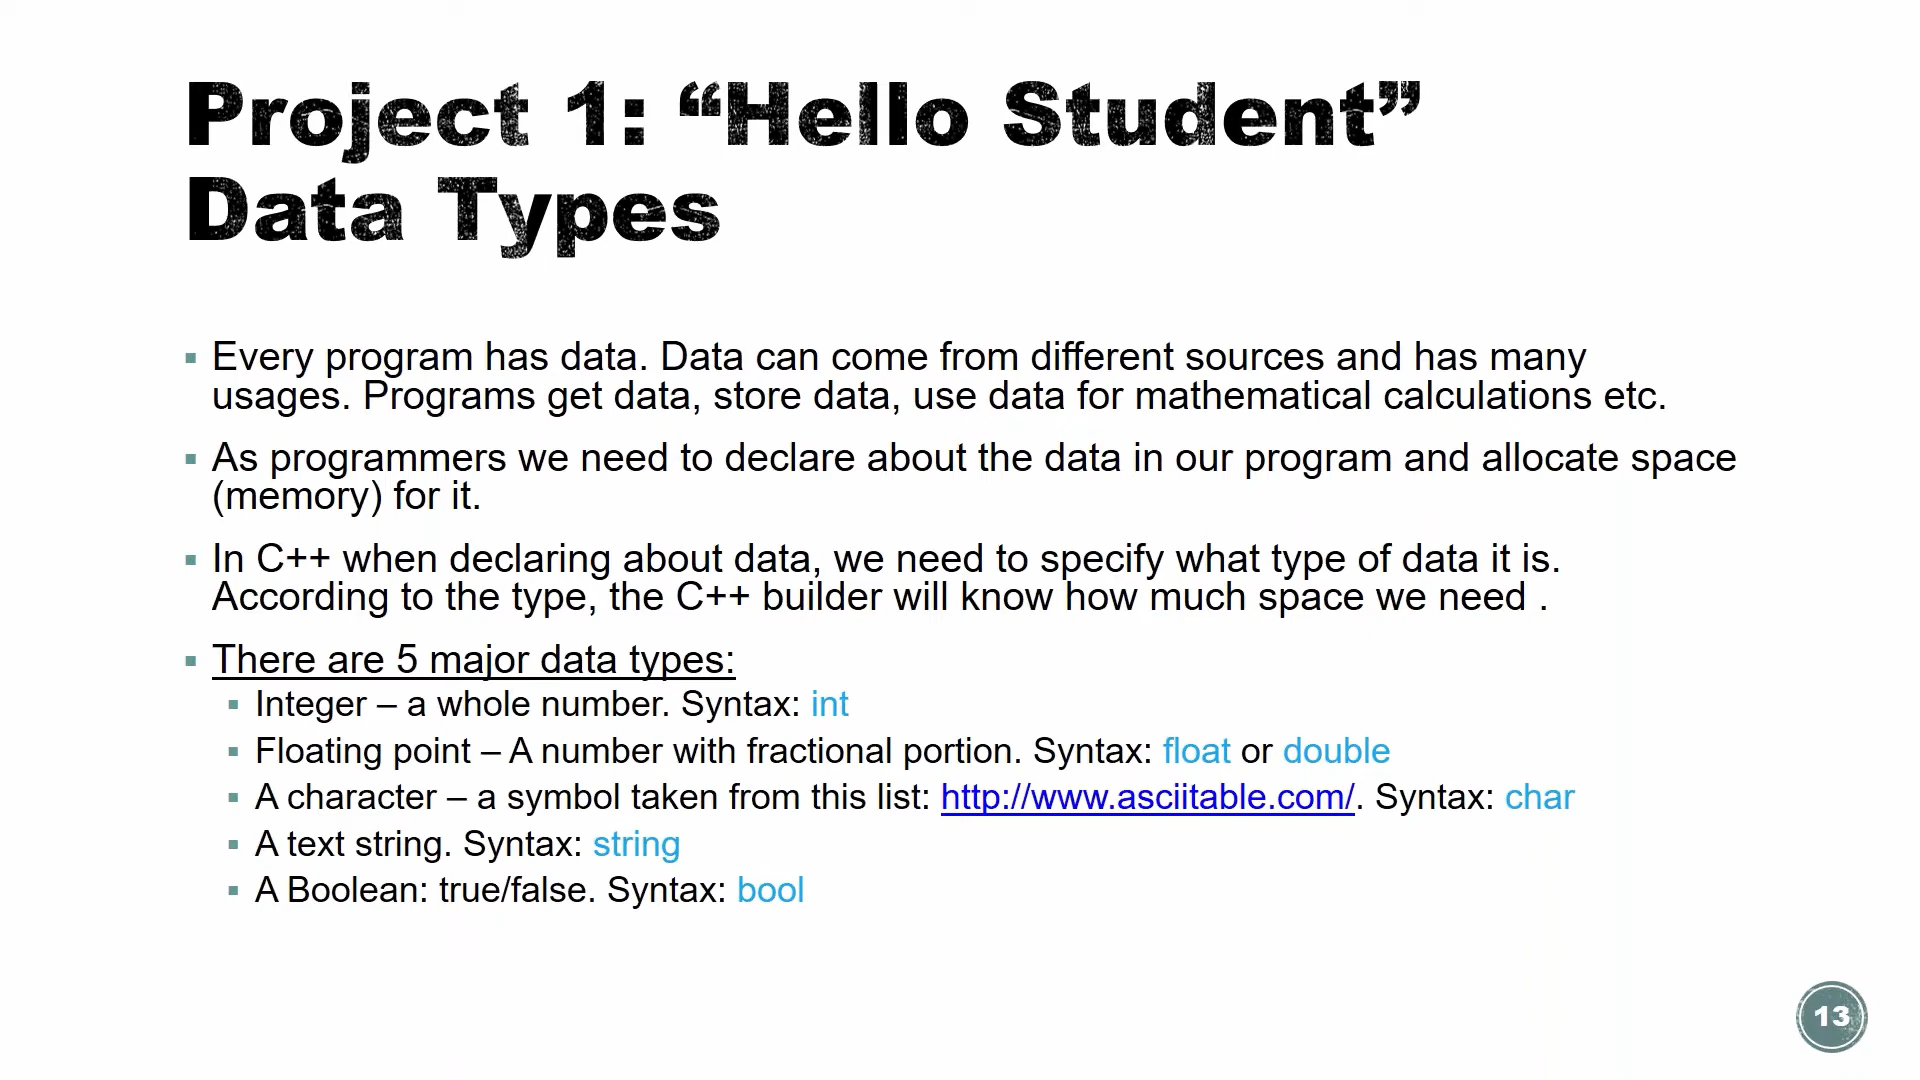 Project 1: “Hello Student”
Data Types
▪ Every program has data. Data can come from different sources and has many
usages. Programs get data, store data, use data for mathematical calculations etc.
▪ As programmers we need to declare about the data in our program and allocate space
(memory) for it.
▪ In C++ when declaring about data, we need to specify what type of data it is.
According to the type, the C++ builder will know how much space we need .
▪ There are 5 major data types:
▪ Integer – a whole number. Syntax: int
▪ Floating point – A number with fractional portion. Syntax: float or double
▪ A character – a symbol taken from this list: http://www.asciitable.com/. Syntax: char
▪ A text string. Syntax: string
▪ A Boolean: true/false. Syntax: bool
13